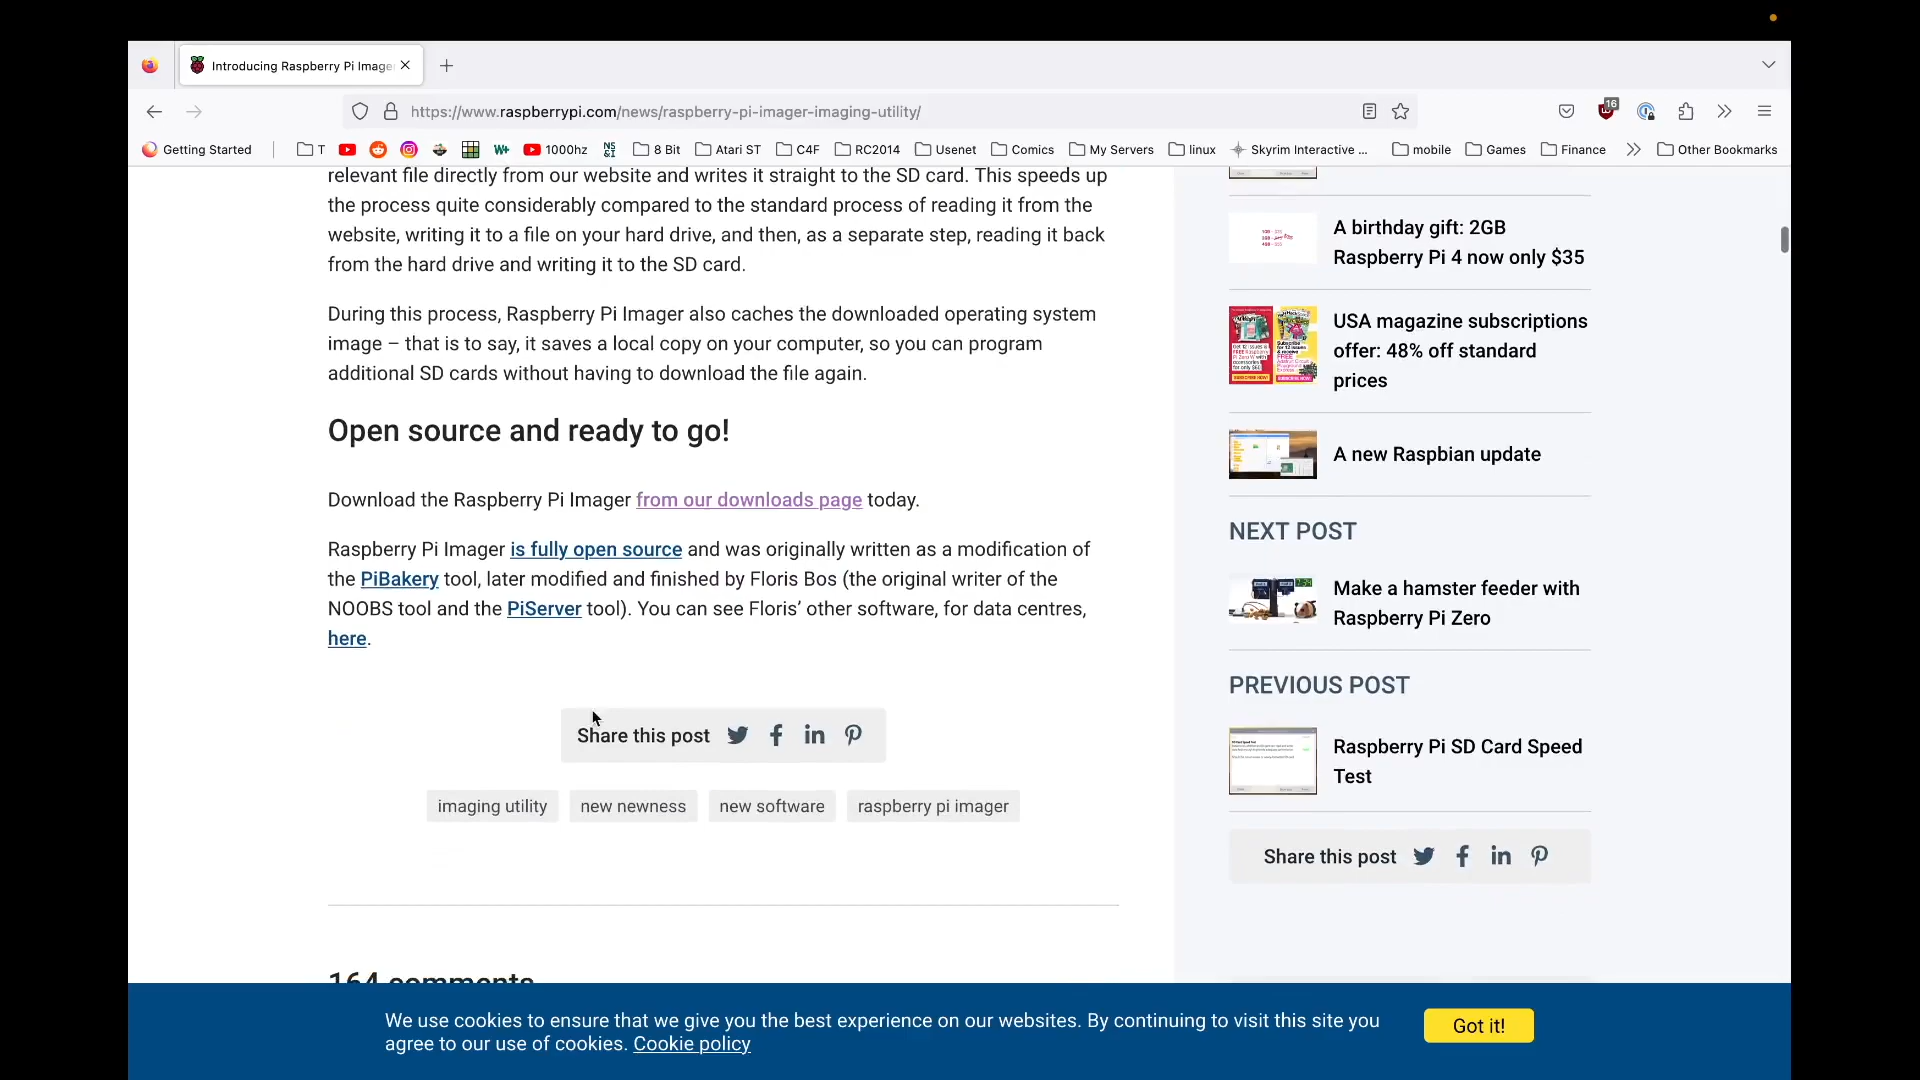 Introducing Raspberry Pi Image
https://www.raspberrypi.com/news/raspberry-pi-imager-imaging-utility/
16
Getting Started
T
W+
1000hz
NS&I
8 Bit
Atari ST
C4F
RC2014
Usenet
Comics
My Servers
linux
Skyrim Interactive ...
mobile
Games
Finance
Other Bookmarks
relevant file directly from our website and writes it straight to the SD card. This speeds up
the process quite considerably compared to the standard process of reading it from the
website, writing it to a file on your hard drive, and then, as a separate step, reading it back
from the hard drive and writing it to the SD card.
During this process, Raspberry Pi Imager also caches the downloaded operating system
image – that is to say, it saves a local copy on your computer, so you can program
additional SD cards without having to download the file again.
Open source and ready to go!
Download the Raspberry Pi Imager from our downloads page today.
Raspberry Pi Imager is fully open source and was originally written as a modification of
the PiBakery tool, later modified and finished by Floris Bos (the original writer of the
NOOBS tool and the PiServer tool). You can see Floris’ other software, for data centres,
here.
Share this post
imaging utility
new newness
new software
raspberry pi imager
164 comments
A birthday gift: 2GB
Raspberry Pi 4 now only $35
USA magazine subscriptions
offer: 48% off standard
prices
A new Raspbian update
NEXT POST
Make a hamster feeder with
Raspberry Pi Zero
PREVIOUS POST
Raspberry Pi SD Card Speed
Test
Share this post
We use cookies to ensure that we give you the best experience on our websites. By continuing to visit this site you
agree to our use of cookies. Cookie policy
Got it!